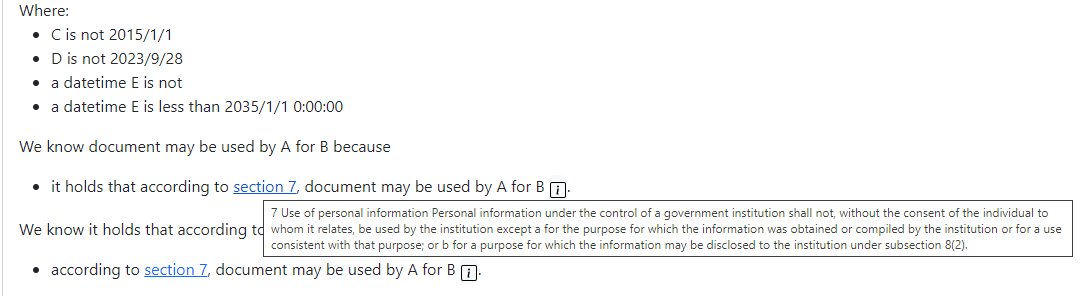 Where:
• C is not 2015/1/1
• D is not 2023/9/28
• a datetime E is not
• a datetime E is less than 2035/1/1 0:00:00
We know document may be used by A for B because
• it holds that according to section 7, document may be used by A for B i.
7 Use of personal information Personal information under the control of a government institution shall not, without the consent of the individual to
whom it relates, be used by the institution except a for the purpose for which the information was obtained or compiled by the institution or for a use
consistent with that purpose; or b for a purpose for which the information may be disclosed to the institution under subsection 8(2).
We know it holds that according to
• according to section 7, document may be used by A for B i.